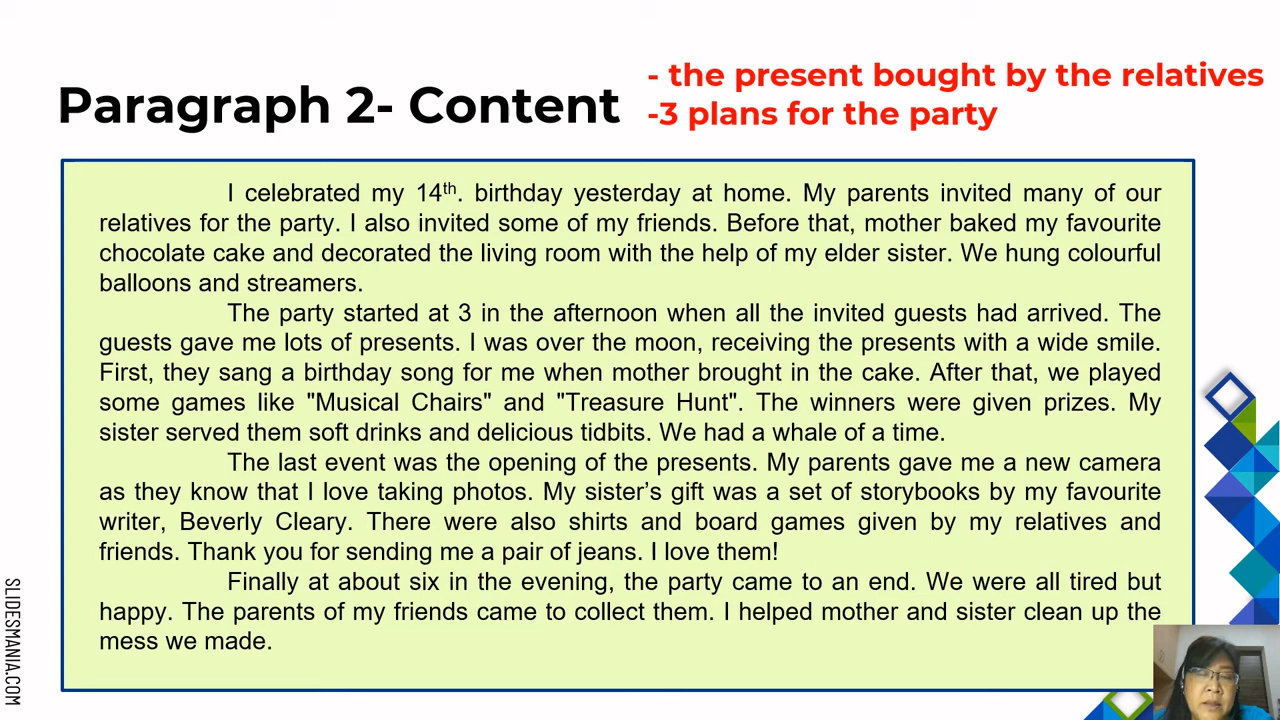 Paragraph 2- Content
- the present bought by the relatives
-3 plans for the party
I celebrated my 14th. birthday yesterday at home. My parents invited many of our
relatives for the party. I also invited some of my friends. Before that, mother baked my favourite
chocolate cake and decorated the living room with the help of my elder sister. We hung colourful
balloons and streamers.
The party started at 3 in the afternoon when all the invited guests had arrived. The
guests gave me lots of presents. I was over the moon, receiving the presents with a wide smile.
First, they sang a birthday song for me when mother brought in the cake. After that, we played
some games like "Musical Chairs" and "Treasure Hunt". The winners were given prizes. My
sister served them soft drinks and delicious tidbits. We had a whale of a time.
The last event was the opening of the presents. My parents gave me a new camera
as they know that I love taking photos. My sister’s gift was a set of storybooks by my favourite
writer, Beverly Cleary. There were also shirts and board games given by my relatives and
friends. Thank you for sending me a pair of jeans. I love them!
Finally at about six in the evening, the party came to an end. We were all tired but
happy. The parents of my friends came to collect them. I helped mother and sister clean up the
mess we made.
SLIDESMANIA.COM